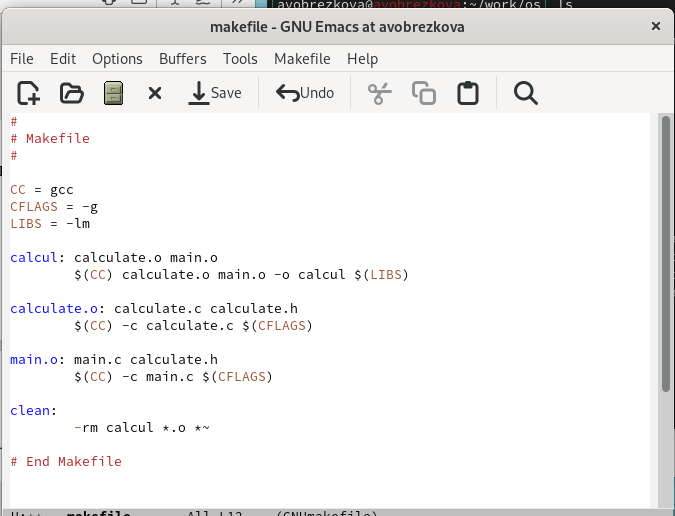 avobrezkova@avobrezkova:~/work/os ls
makefile - GNU Emacs at avobrezkova
File Edit Options Buffers Tools Makefile Help
Save Undo
#
# Makefile
#
CC = gcc
CFLAGS = -g
LIBS = -lm
calcul: calculate.o main.o
$(CC) calculate.o main.o -o calcul $(LIBS)
calculate.o: calculate.c calculate.h
$(CC) -c calculate.c $(CFLAGS)
main.o: main.c calculate.h
$(CC) -c main.c $(CFLAGS)
clean:
-rm calcul *.o *~
# End Makefile
makefile All L12 (GNUmakefile)